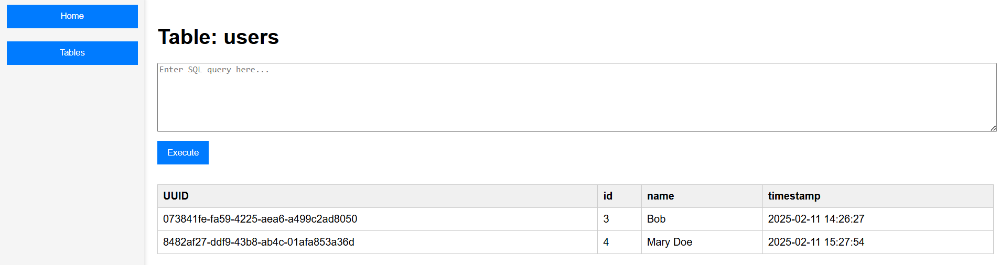 Home
Tables
Table: users
Enter SQL query here...
Execute
UUID id name timestamp
073841fe-fa59-4225-aea6-a499c2ad8050 3 Bob 2025-02-11 14:26:27
8482af27-ddf9-43b8-ab4c-01afa853a36d 4 Mary Doe 2025-02-11 15:27:54